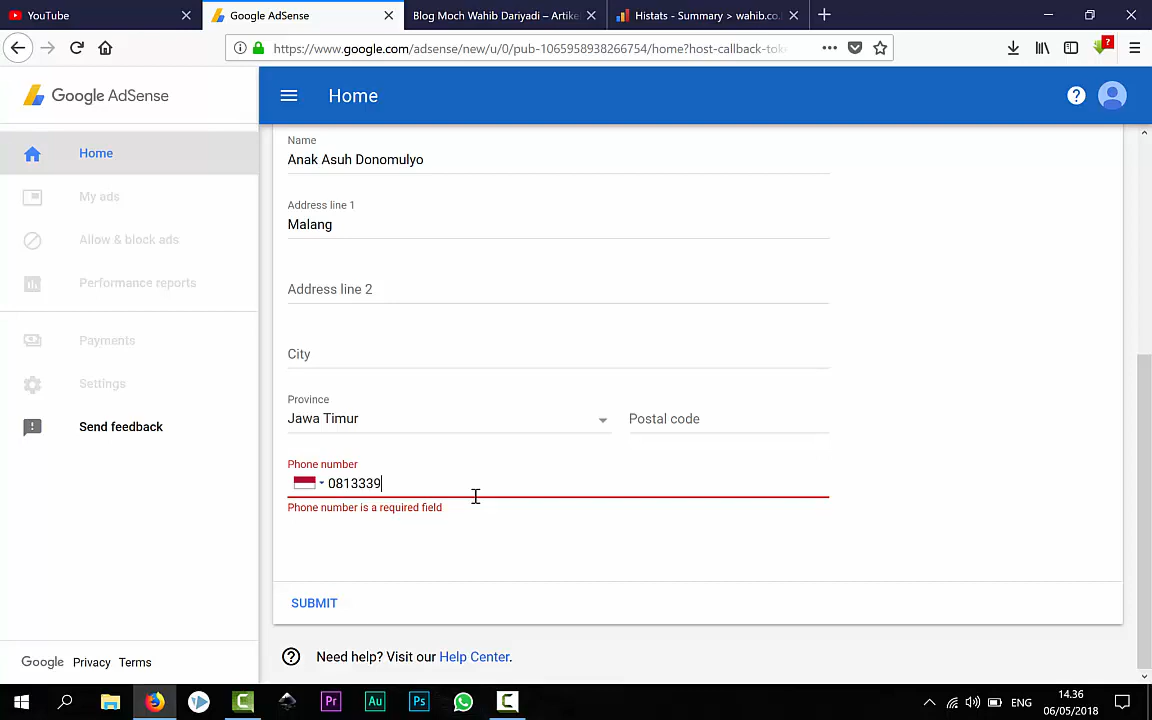 YouTube
Google AdSense
Blog Moch Wahib Dariyadi – Artike
Histats - Summary > wahib.co.
https://www.google.com/adsense/new/u/0/pub-1065958938266754/home?host-callback-tok
Google AdSense
Home
Home
My ads
Allow & block ads
Performance reports
Payments
Settings
Send feedback
Google Privacy Terms
Name
Anak Asuh Donomulyo
Address line 1
Malang
Address line 2
City
Province
Jawa Timur
Postal code
Phone number
0813339
Phone number is a required field
SUBMIT
Need help? Visit our Help Center.
Pr
Au
Ps
ENG
14.36
06/05/2018